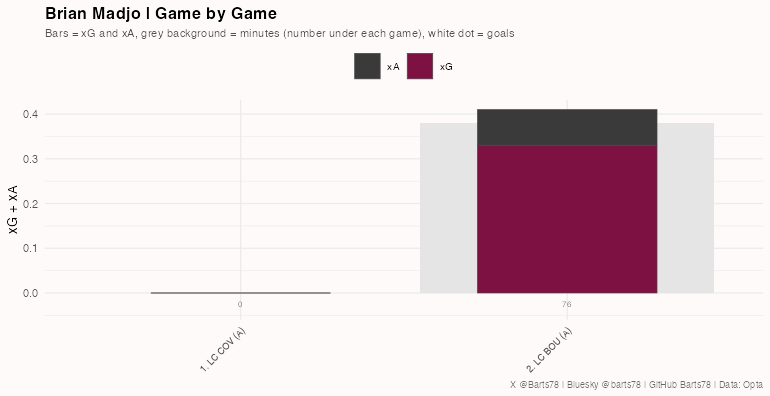 Brian Madjo | Game by Game
Bars = xG and xA, grey background = minutes (number under each game), white dot = goals
xA
xG
xG + xA
0.4
0.3
0.2
0.1
0.0
0
76
1. LC COV (A)
2. LC BOU (A)
X @Barts78 | Bluesky @barts78 | GitHub Barts78 | Data: Opta